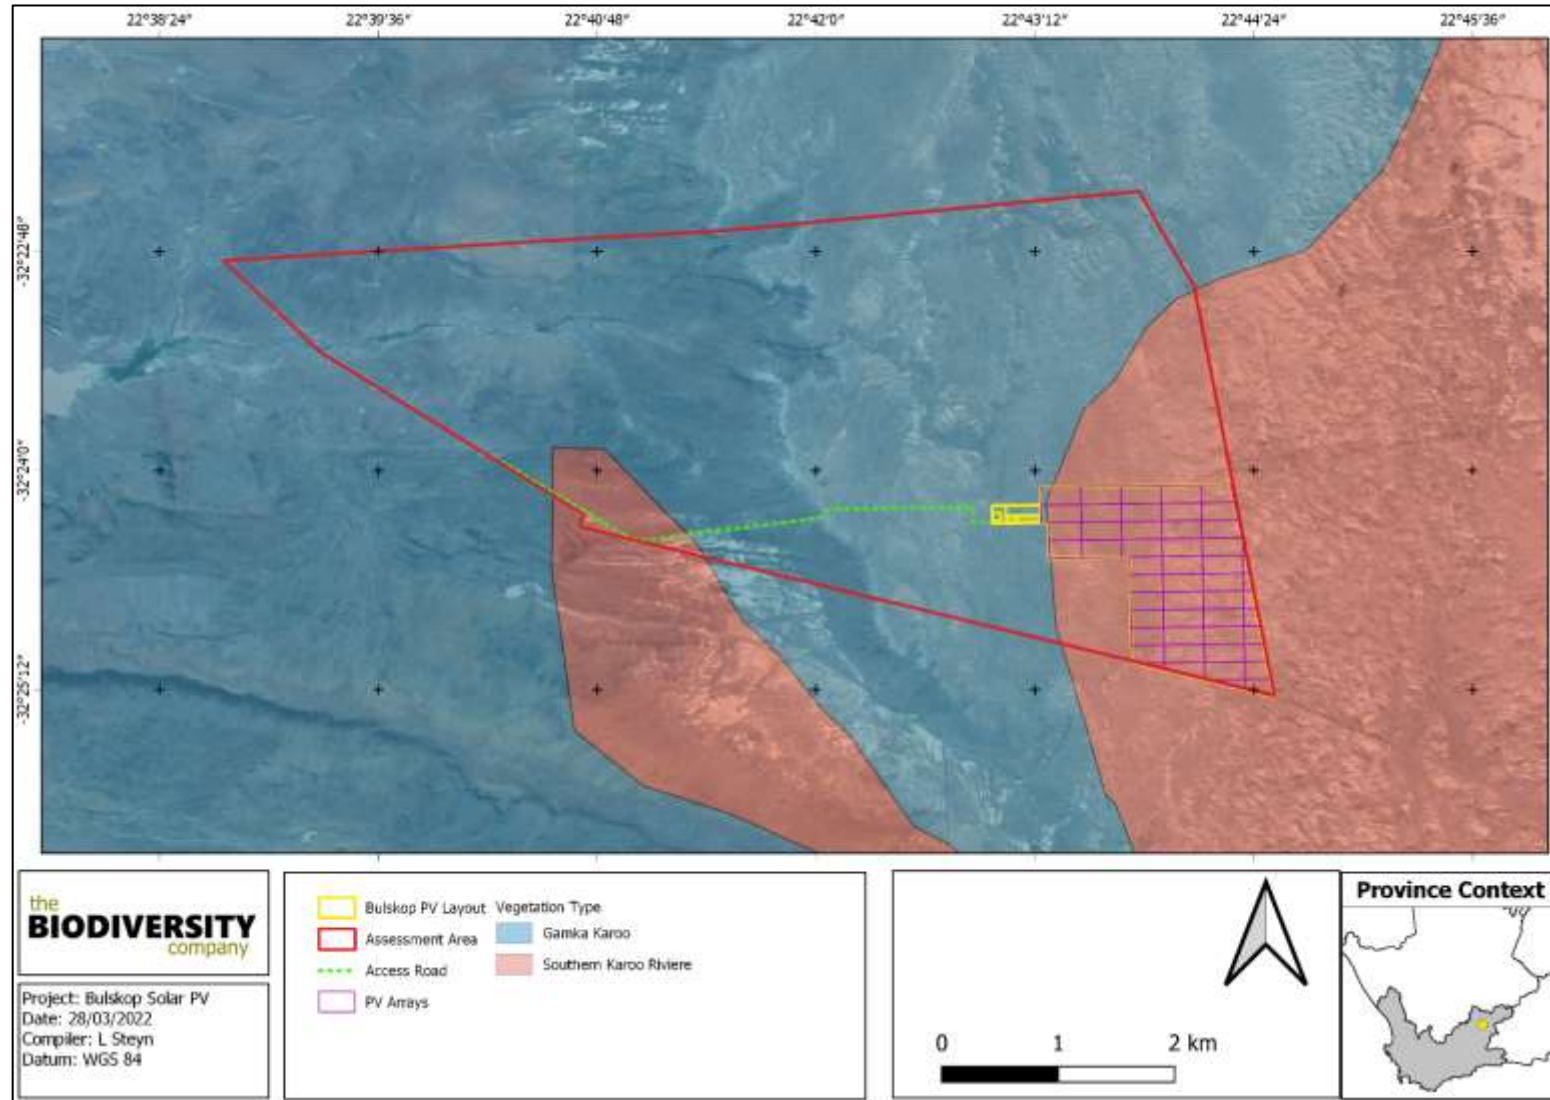 22°38'24" 22°39'36" 22°40'48" 22°42'0" 22°43'12" 22°44'24" 22°45'36"
-32°22'48"
-32°24'0"
-32°25'12"
the
BIODIVERSITY
company
Project: Bulskop Solar PV
Date: 28/03/2022
Compiler: L Steyn
Datum: WGS 84
Bulskop PV Layout
Assessment Area
Access Road
PV Arrays
Vegetation Type
Gamka Karoo
Southern Karoo Riviere
0 1 2 km
Province Context